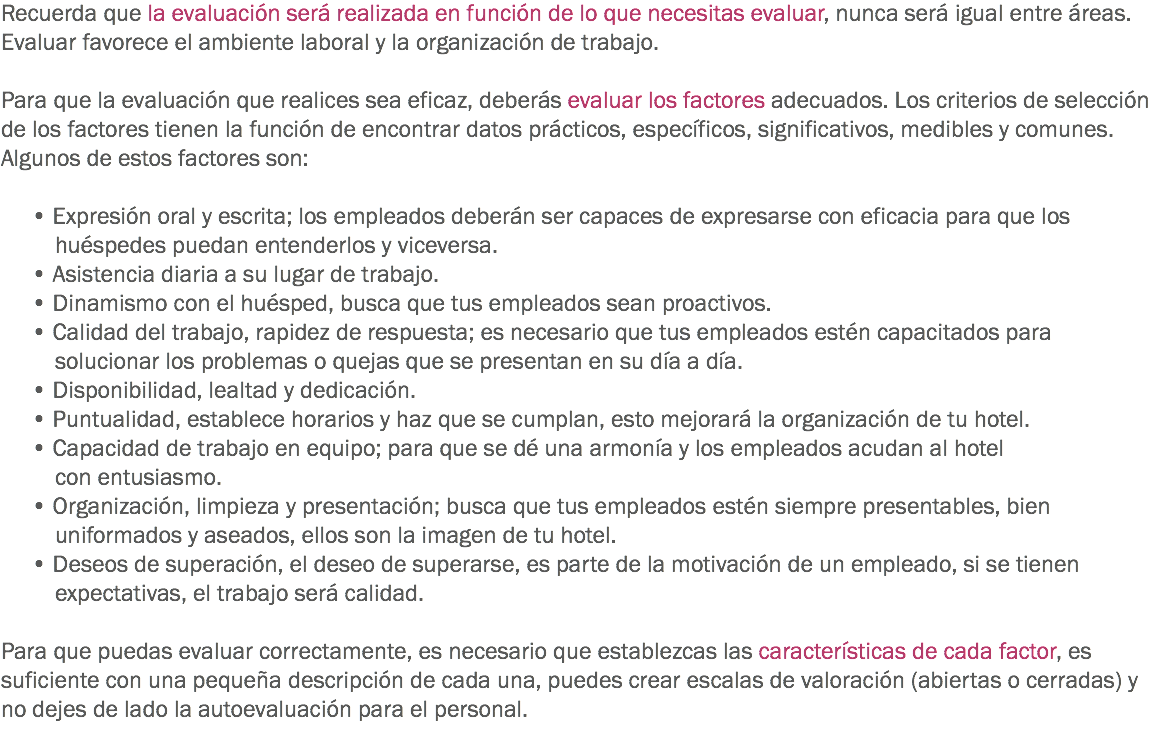 Recuerda que la evaluación será realizada en función de lo que necesitas evaluar, nunca será igual entre áreas.
Evaluar favorece el ambiente laboral y la organización de trabajo.
Para que la evaluación que realices sea eficaz, deberás evaluar los factores adecuados. Los criterios de selección
de los factores tienen la función de encontrar datos prácticos, específicos, significativos, medibles y comunes.
Algunos de estos factores son:
• Expresión oral y escrita; los empleados deberán ser capaces de expresarse con eficacia para que los
huéspedes puedan entenderlos y viceversa.
• Asistencia diaria a su lugar de trabajo.
• Dinamismo con el huésped, busca que tus empleados sean proactivos.
• Calidad del trabajo, rapidez de respuesta; es necesario que tus empleados estén capacitados para
solucionar los problemas o quejas que se presentan en su día a día.
• Disponibilidad, lealtad y dedicación.
• Puntualidad, establece horarios y haz que se cumplan, esto mejorará la organización de tu hotel.
• Capacidad de trabajo en equipo; para que se dé una armonía y los empleados acudan al hotel
con entusiasmo.
• Organización, limpieza y presentación; busca que tus empleados estén siempre presentables, bien
uniformados y aseados, ellos son la imagen de tu hotel.
• Deseos de superación, el deseo de superarse, es parte de la motivación de un empleado, si se tienen
expectativas, el trabajo será calidad.
Para que puedas evaluar correctamente, es necesario que establezcas las características de cada factor, es
suficiente con una pequeña descripción de cada una, puedes crear escalas de valoración (abiertas o cerradas) y
no dejes de lado la autoevaluación para el personal.